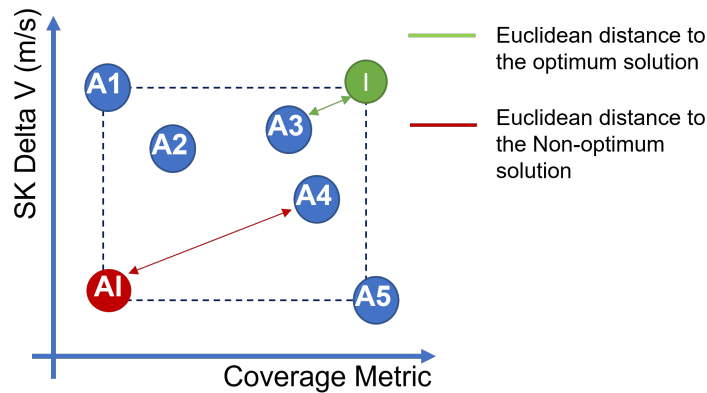 SK Delta V (m/s)
A1
A2
A3
I
A4
AI
A5
Coverage Metric
Euclidean distance to
the optimum solution
Euclidean distance to
the Non-optimum
solution